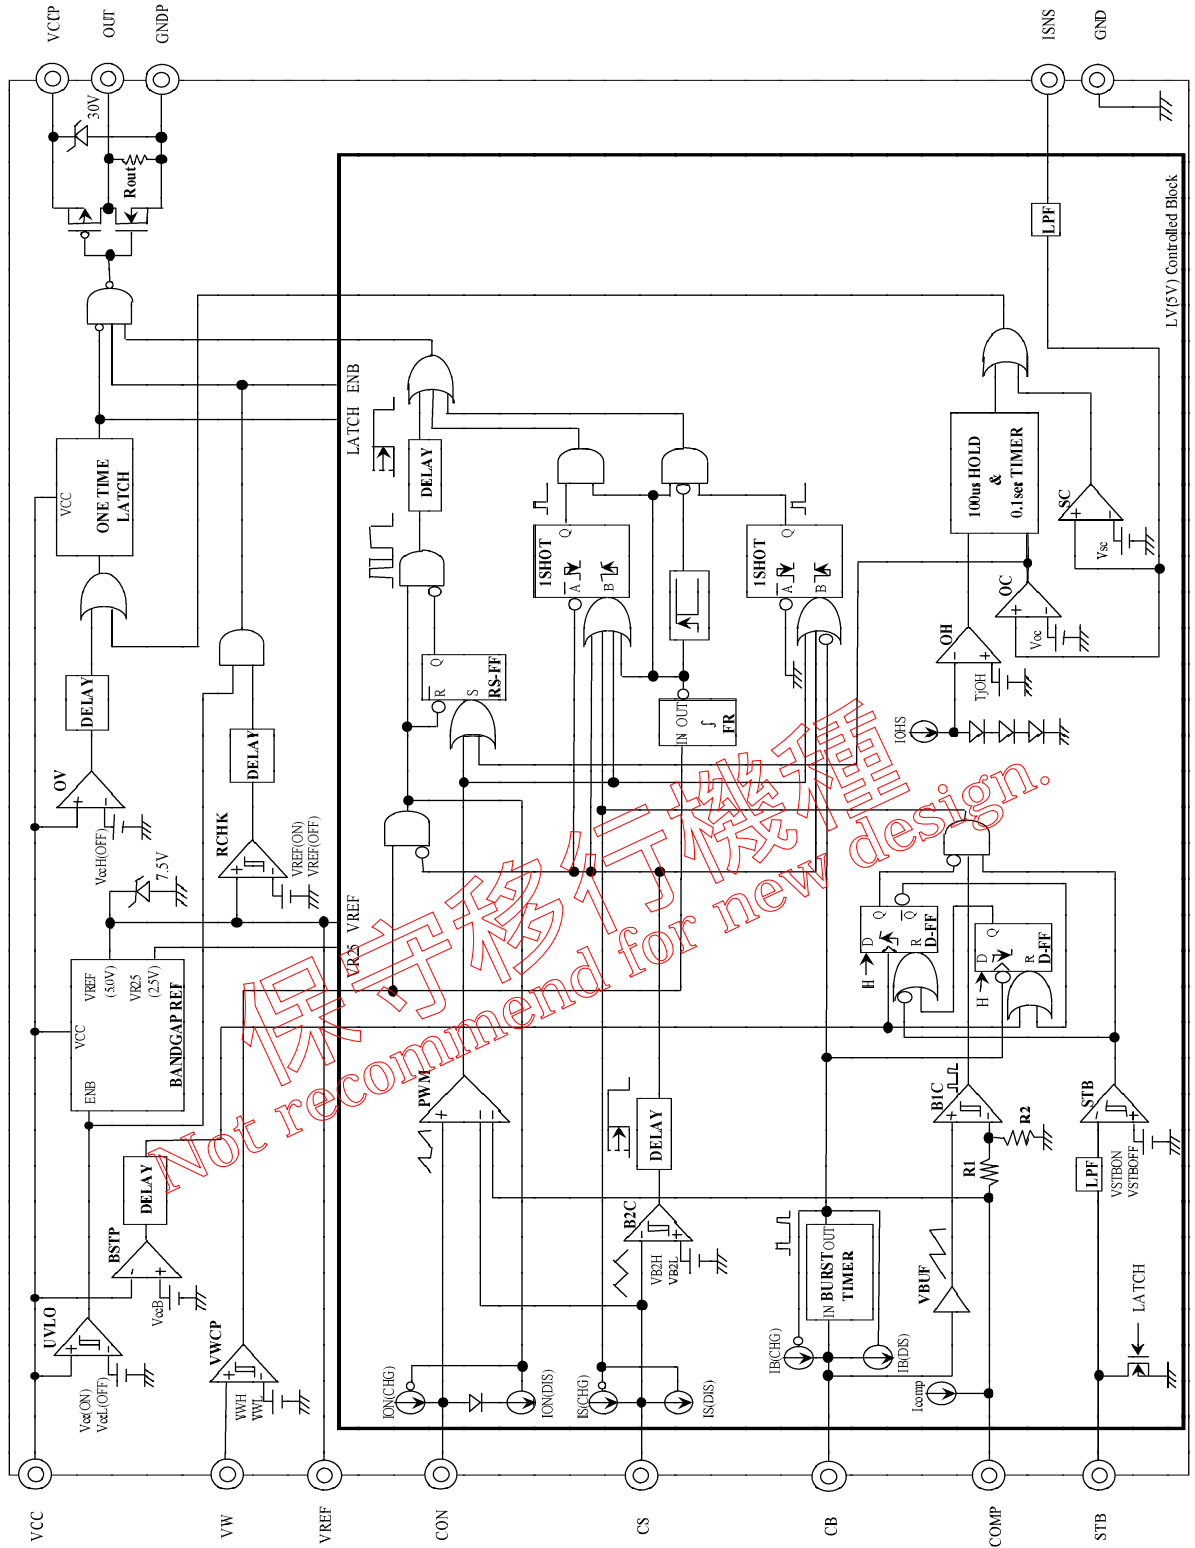 VCCP
OUT
GNDP
ISNS
GND
30V
Rout
LPF
LV(5V) Controlled Block
ENB
LATCH
VCC
ONE TIME
LATCH
DELAY
100us HOLD
&
0.1set TIMER
SC
Vsc
Q
1SHOT
A
B
Q
1SHOT
A
B
OC
Voc
OH
TjOH
IOHS
DELAY
Q
R
S
RS-FF
IN OUT
∫
FR
OV
VccH(OFF)
DELAY
RCHK
VREF(ON)
VREF(OFF)
7.5V
VREF
VR25
VREF
(5.0V)
VR25
(2.5V)
VCC
ENB
BANDGAP REF
H
D
Q
Q
R
D-FF
H
D
Q
R
D-FF
保守移行機種
Not recommend for new design.
PWM
DELAY
B1C
R1
R2
STB
LPF
VSTBON
VSTBOFF
DELAY
BSTP
VccB
UVLO
Vcc(ON)
VccL(OFF)
VWCP
VWH
VWL
B2C
VB2H
VB2L
IN
BURST
TIMER
OUT
VBUF
LATCH
ION(CHG)
ION(DIS)
IS(CHG)
IS(DIS)
IB(CHG)
IB(DIS)
Icomp
VCC
VW
VREF
CON
CS
CB
COMP
STB